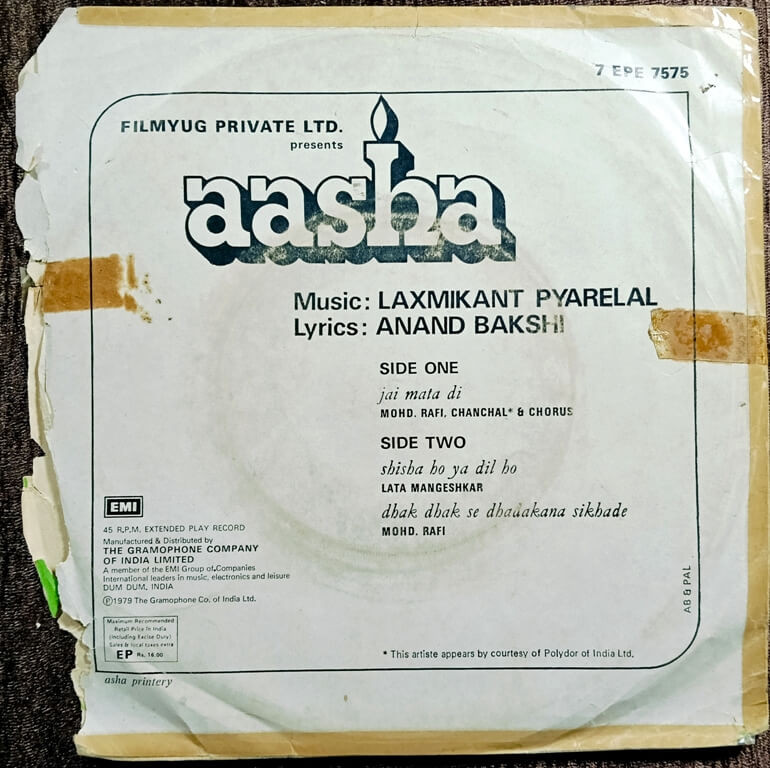 7 EPE 7575
FILMYUG PRIVATE LTD.
presents
aasha
Music: LAXMIKANT PYARELAL
Lyrics: ANAND BAKSHI
SIDE ONE
jai mata di
MOHD. RAFI, CHANCHAL* & CHORUS
SIDE TWO
shisha ho ya dil ho
LATA MANGESHKAR
dhak dhak se dhadakana sikhade
MOHD. RAFI
EMI
45 R.P.M. EXTENDED PLAY RECORD
Manufactured & Distributed by
THE GRAMOPHONE COMPANY
OF INDIA LIMITED
A member of the EMI Group of Companies
International leaders in music, electronics and leisure
DUM DUM, INDIA
Ⓟ1979 The Gramophone Co. of India Ltd.
Maximum Recommended
Retail Price in India
(Including Excise Duty)
Sales & local taxes extra
EP Rs. 16.00
* This artiste appears by courtesy of Polydor of India Ltd.
AB & PAL
asha printery